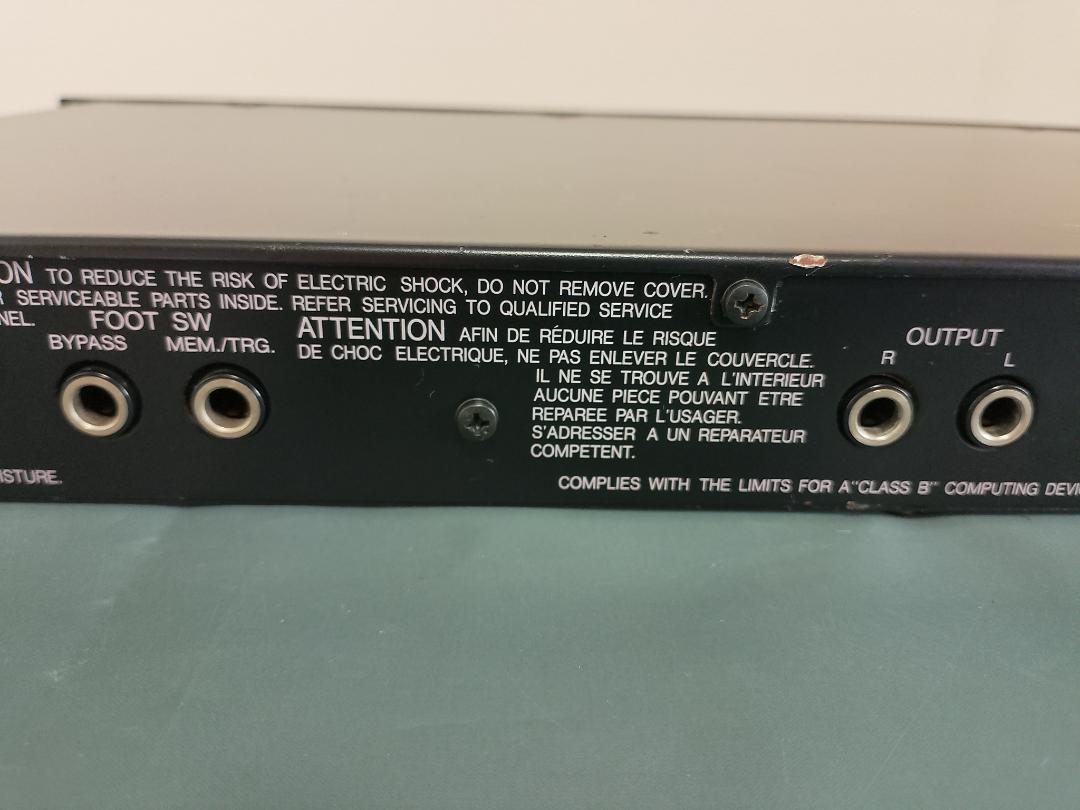 ON TO REDUCE THE RISK OF ELECTRIC SHOCK, DO NOT REMOVE COVER.
R SERVICEABLE PARTS INSIDE. REFER SERVICING TO QUALIFIED SERVICE
NEL.
FOOT SW
BYPASS MEM./TRG.
ATTENTION AFIN DE RÉDUIRE LE RISQUE
DE CHOC ELECTRIQUE, NE PAS ENLEVER LE COUVERCLE.
IL NE SE TROUVE A L'INTERIEUR
AUCUNE PIECE POUVANT ETRE
REPAREE PAR L'USAGER.
S'ADRESSER A UN REPARATEUR
COMPETENT.
OUTPUT
R L
ISTURE.
COMPLIES WITH THE LIMITS FOR A"CLASS B" COMPUTING DEVI